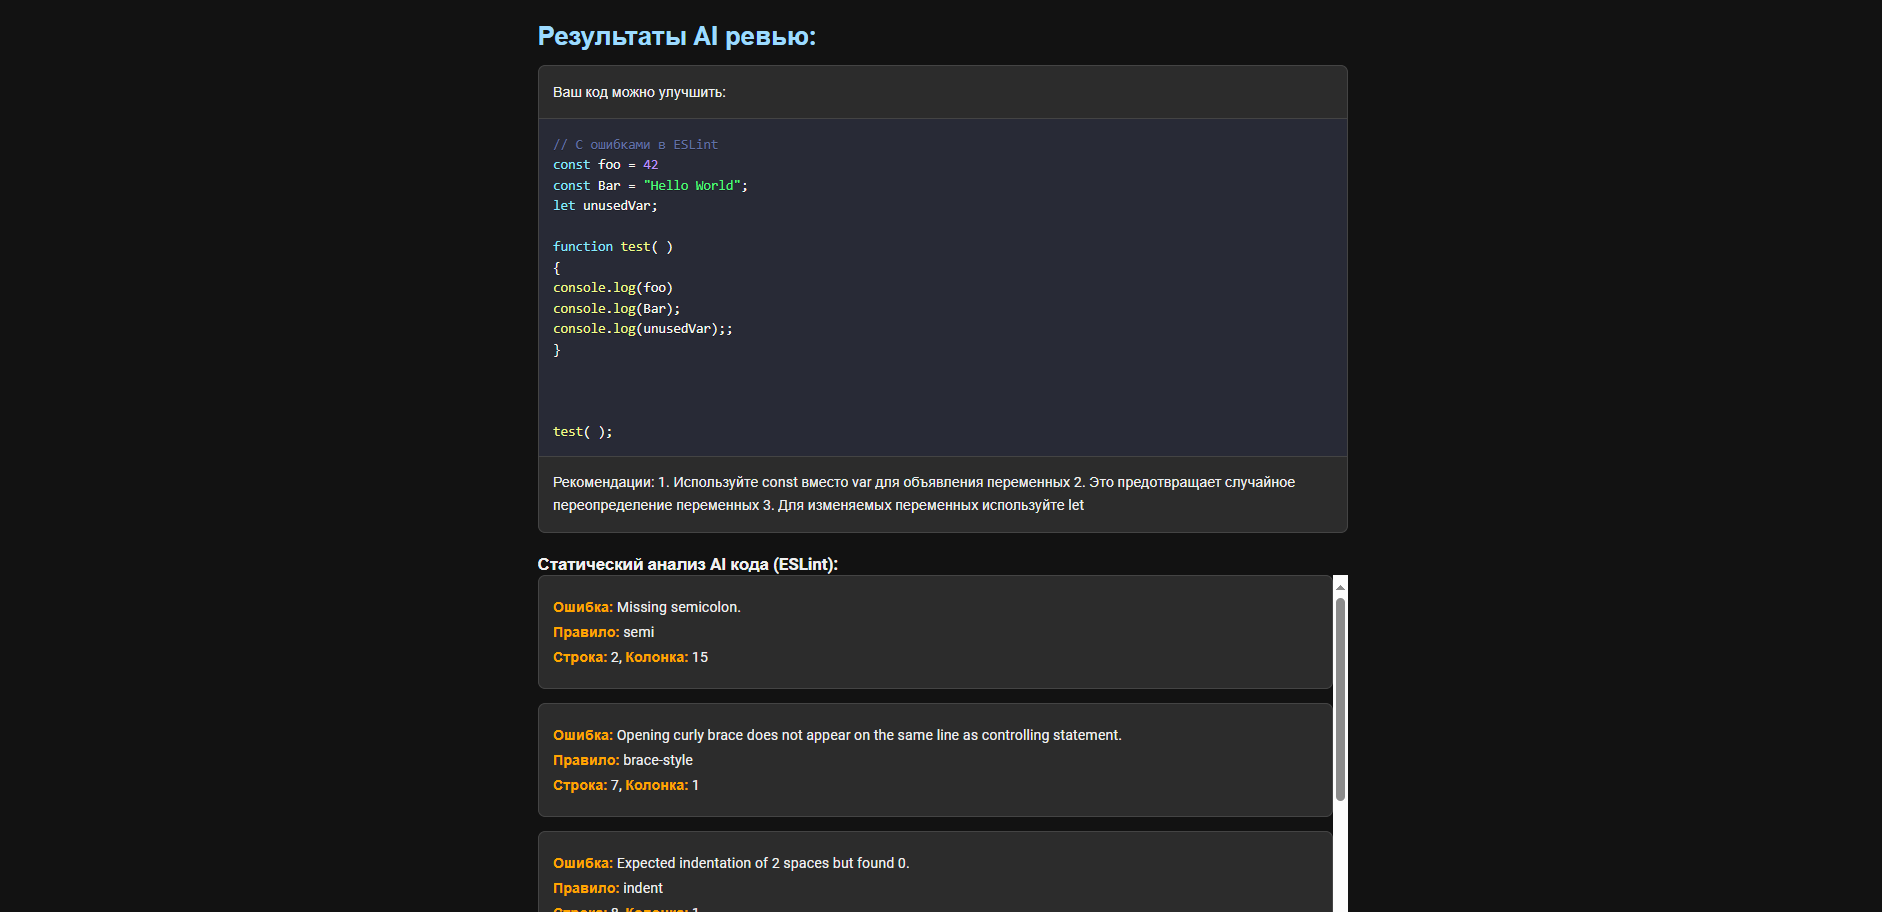 Результаты AI ревью:
Ваш код можно улучшить:
// С ошибками в ESLint
const foo = 42
const Bar = "Hello World";
let unusedVar;
function test( )
{
console.log(foo)
console.log(Bar);
console.log(unusedVar);;
}
test( );
Рекомендации: 1. Используйте const вместо var для объявления переменных 2. Это предотвращает случайное
переопределение переменных 3. Для изменяемых переменных используйте let
Статический анализ AI кода (ESLint):
Ошибка: Missing semicolon.
Правило: semi
Строка: 2, Колонка: 15
Ошибка: Opening curly brace does not appear on the same line as controlling statement.
Правило: brace-style
Строка: 7, Колонка: 1
Ошибка: Expected indentation of 2 spaces but found 0.
Правило: indent
Строка: 8, Колонка: 1